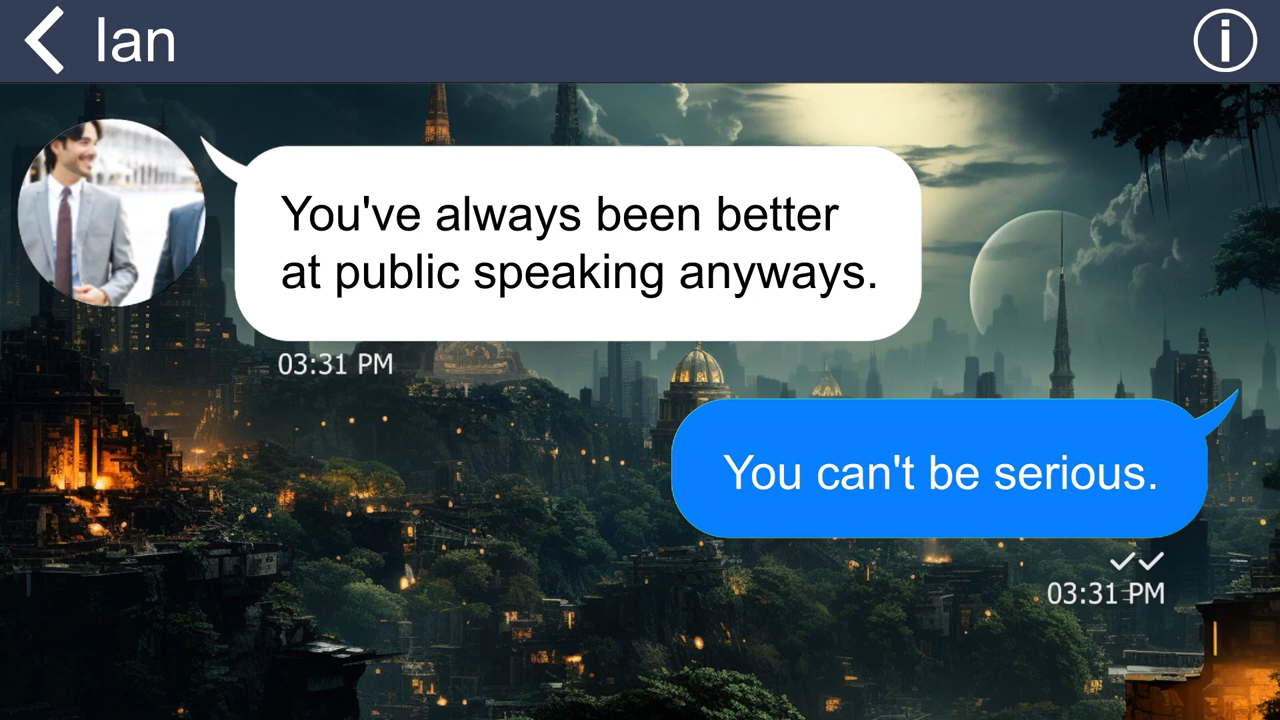 Ian
You've always been better
at public speaking anyways.
03:31 PM
You can't be serious.
03:31 PM